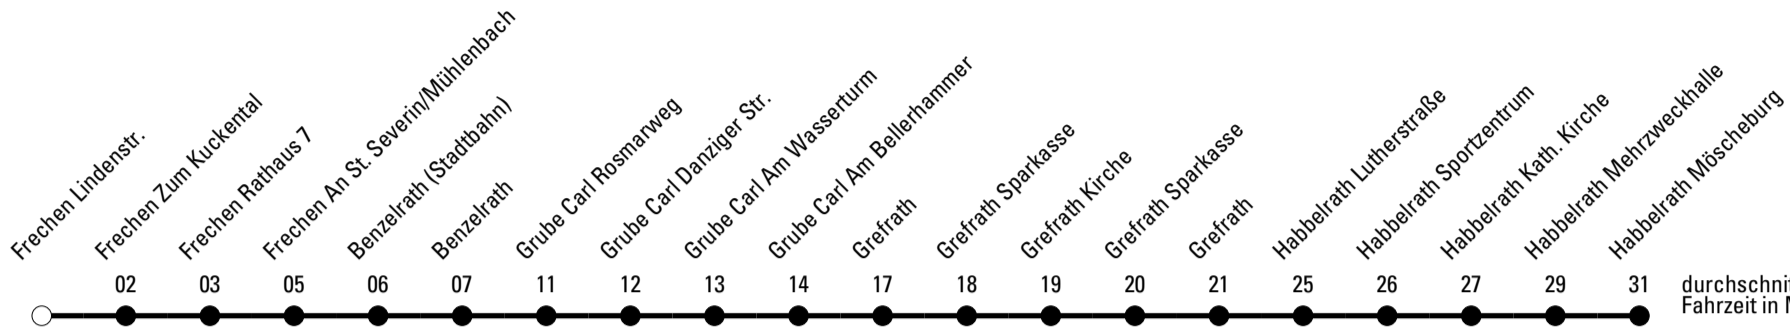 Frechen Lindenstr.
Frechen Zum Kuckental
Frechen Rathaus 7
Frechen An St. Severin/Mühlenbach
Benzelrath (Stadtbahn)
Benzelrath
Grube Carl Rosmarweg
Grube Carl Danziger Str.
Grube Carl Am Wasserturm
Grube Carl Am Bellerhammer
Grefrath
Grefrath Sparkasse
Grefrath Kirche
Grefrath Sparkasse
Grefrath
Habbelrath Lutherstraße
Habbelrath Sportzentrum
Habbelrath Kath. Kirche
Habbelrath Mehrzweckhalle
Habbelrath Möscheburg
02 03 05 06 07 11 12 13 14 17 18 19 20 21 25 26 27 29 31
Fahrzeit in